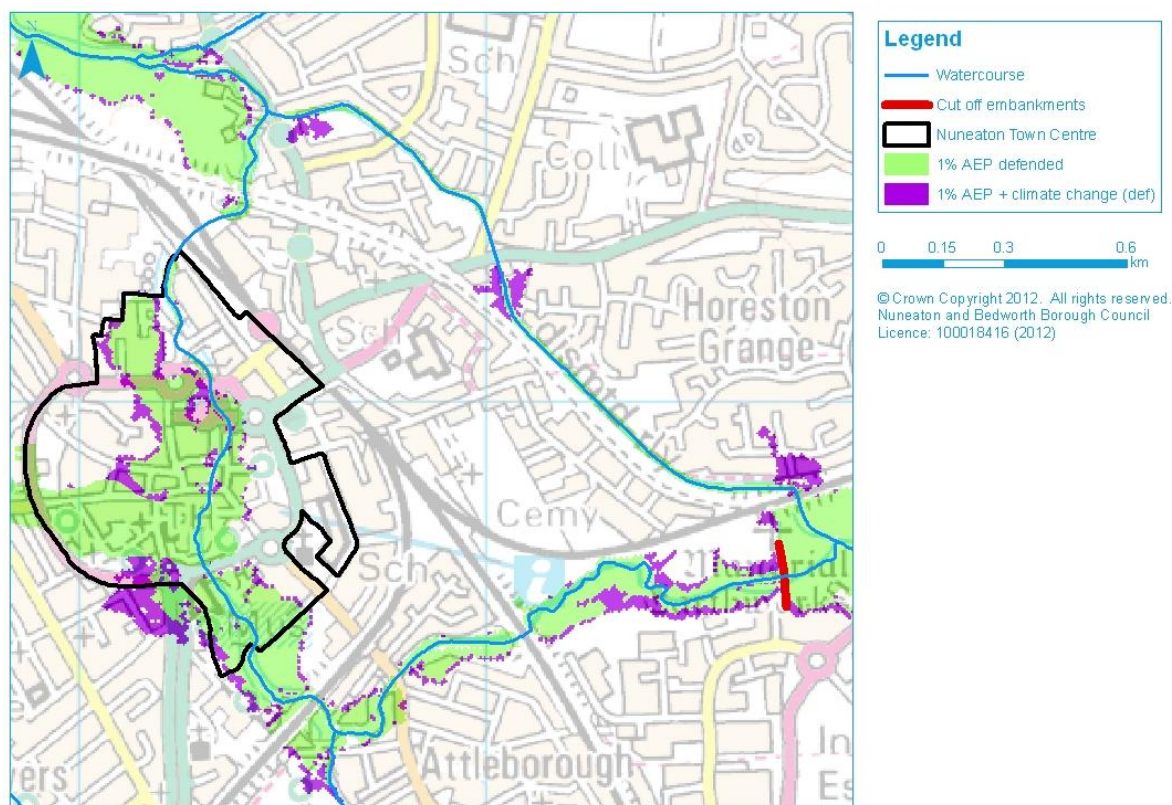 N
Sch
Coll
Horeston
Grange
Sch
Cemy
Sch
Attleborough
Legend
Watercourse
Cut off embankments
Nuneaton Town Centre
1% AEP defended
1% AEP + climate change (def)
0 0.15 0.3 0.6
km
© Crown Copyright 2012. All rights reserved.
Nuneaton and Bedworth Borough Council
Licence: 100018416 (2012)